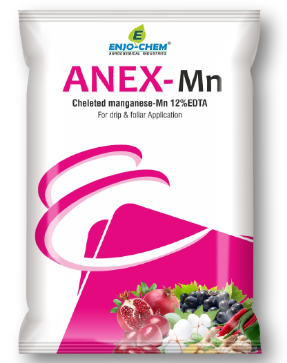 E
ENJO-CHEM®
AGROCHEMICAL INDUSTRIES
ANEX-Mn
Cheleted manganese-Mn 12%EDTA
For drip & foliar Application